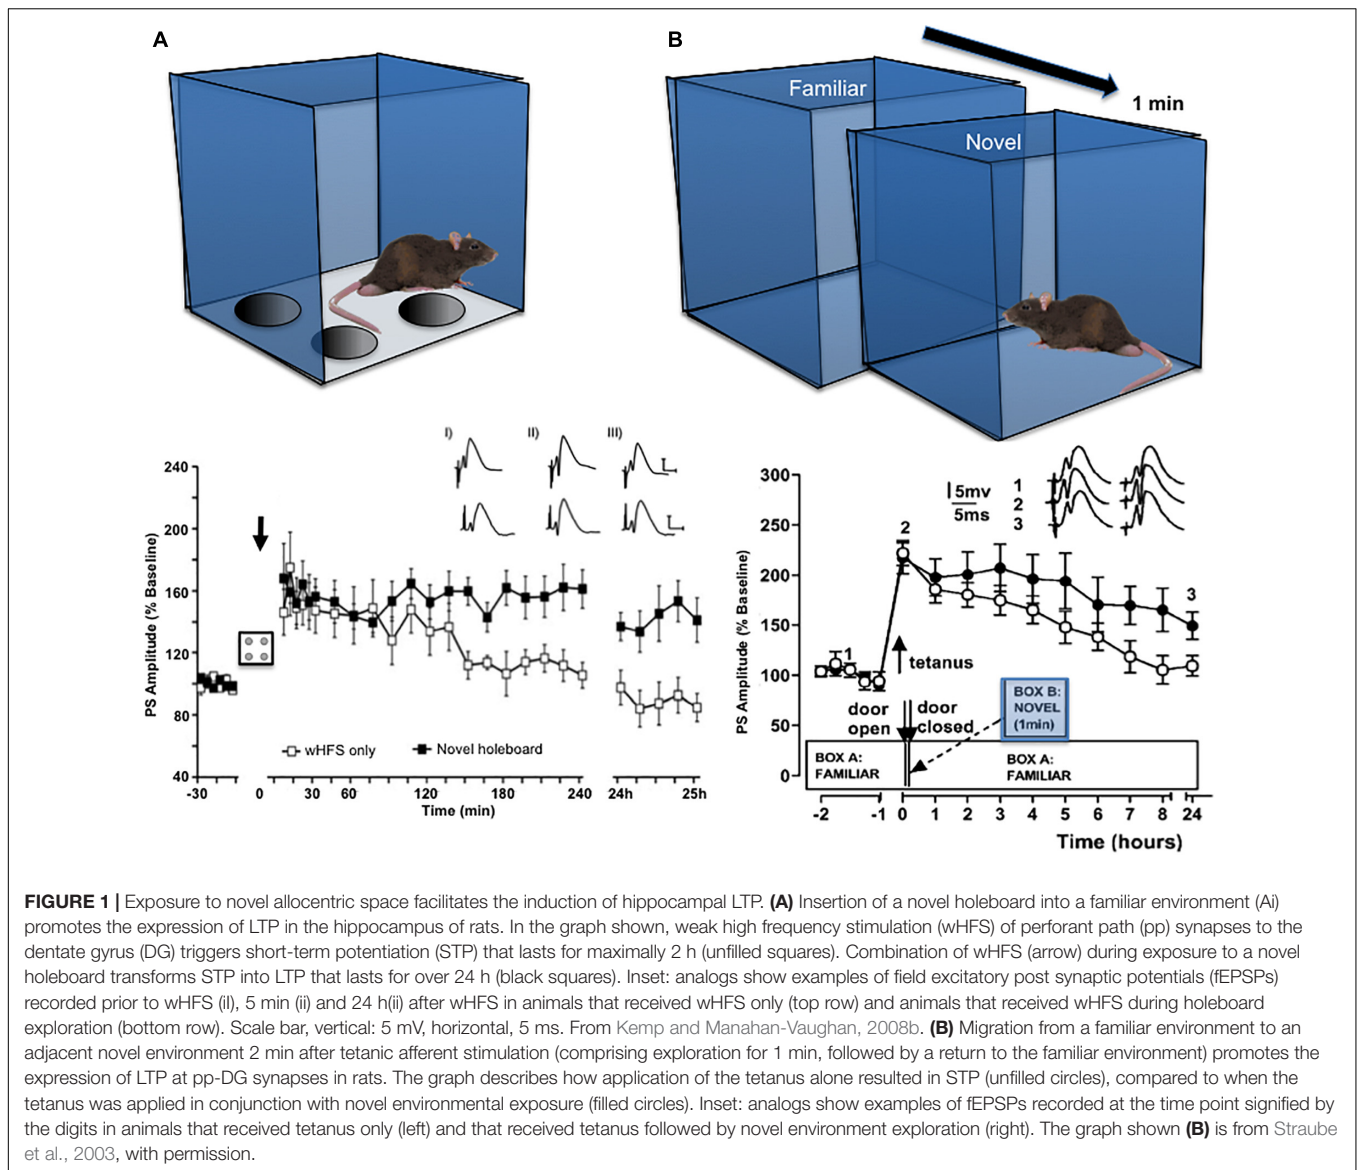 A
B
Familiar
Novel
1 min
I)
II)
III)
240
200
160
120
80
40
PS Amplitude (% Baseline)
wHFS only
Novel holeboard
-30
0
30
60
120
180
240
24h
25h
Time (min)
300
250
200
150
100
50
0
PS Amplitude (% Baseline)
5mv
5ms
1
2
3
2
1
3
tetanus
door
open
door
closed
BOX B:
NOVEL
(1min)
BOX A:
FAMILIAR
BOX A:
FAMILIAR
-2
-1
0
1
2
3
4
5
6
7
8
24
Time (hours)
FIGURE 1 | Exposure to novel allocentric space facilitates the induction of hippocampal LTP. (A) Insertion of a novel holeboard into a familiar environment (Ai)
promotes the expression of LTP in the hippocampus of rats. In the graph shown, weak high frequency stimulation (wHFS) of perforant path (pp) synapses to the
dentate gyrus (DG) triggers short-term potentiation (STP) that lasts for maximally 2 h (unfilled squares). Combination of wHFS (arrow) during exposure to a novel
holeboard transforms STP into LTP that lasts for over 24 h (black squares). Inset: analogs show examples of field excitatory post synaptic potentials (fEPSPs)
recorded prior to wHFS (iI), 5 min (ii) and 24 h(ii) after wHFS in animals that received wHFS only (top row) and animals that received wHFS during holeboard
exploration (bottom row). Scale bar, vertical: 5 mV, horizontal, 5 ms. From Kemp and Manahan-Vaughan, 2008b. (B) Migration from a familiar environment to an
adjacent novel environment 2 min after tetanic afferent stimulation (comprising exploration for 1 min, followed by a return to the familiar environment) promotes the
expression of LTP at pp-DG synapses in rats. The graph describes how application of the tetanus alone resulted in STP (unfilled circles), compared to when the
tetanus was applied in conjunction with novel environmental exposure (filled circles). Inset: analogs show examples of fEPSPs recorded at the time point signified by
the digits in animals that received tetanus only (left) and that received tetanus followed by novel environment exploration (right). The graph shown (B) is from Straube
et al., 2003, with permission.